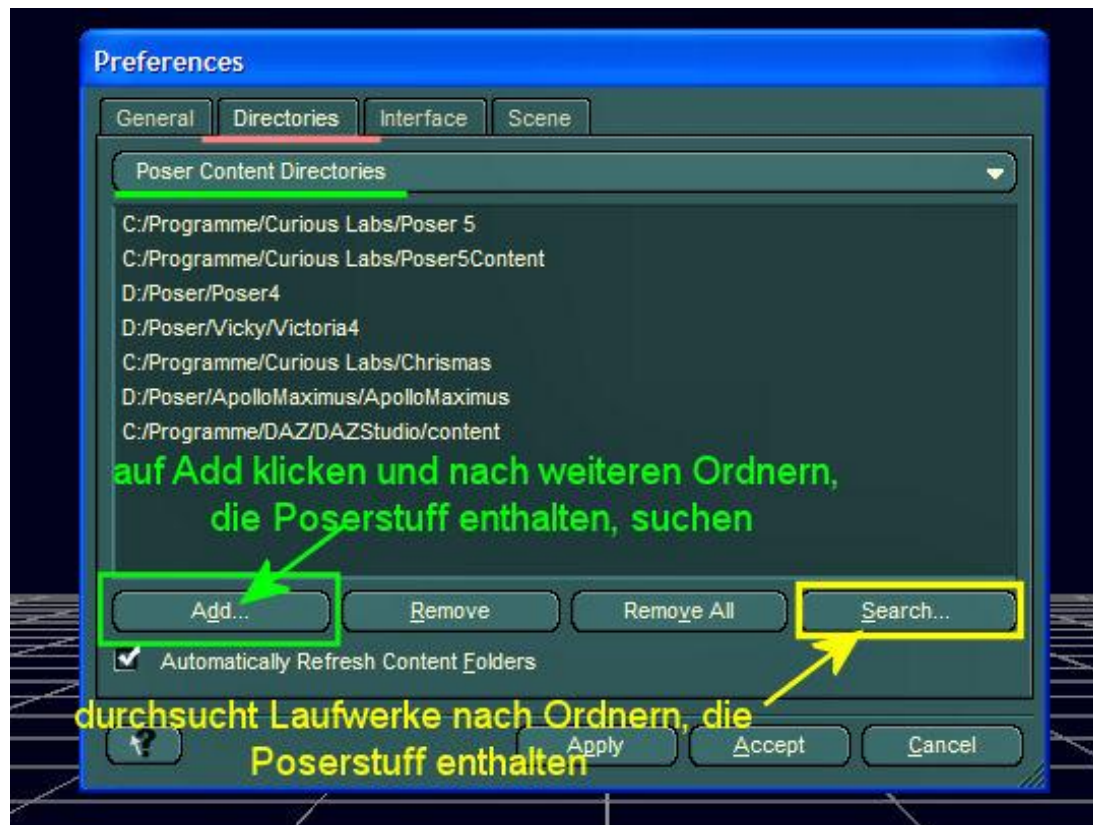 Preferences
General Directories Interface Scene
Poser Content Directories
C:/Programme/Curious Labs/Poser 5
C:/Programme/Curious Labs/Poser5Content
D:/Poser/Poser4
D:/Poser/Vicky/Victoria4
C:/Programme/Curious Labs/Chrismas
D:/Poser/ApolloMaximus/ApolloMaximus
C:/Programme/DAZ/DAZStudio/content
auf Add klicken und nach weiteren Ordnern,
die Poserstuff enthalten, suchen
Add... Remove Remove All Search...
Automatically Refresh Content Folders
durchsucht Laufwerke nach Ordnern, die
Poserstuff enthalten
? Apply Accept Cancel